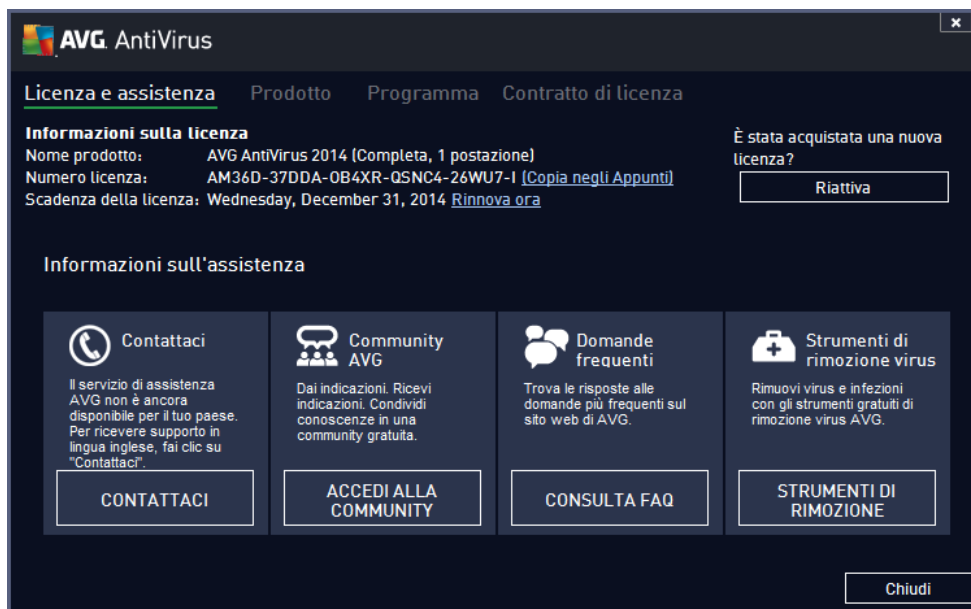 AVG. AntiVirus
Licenza e assistenza Prodotto Programma Contratto di licenza
Informazioni sulla licenza
Nome prodotto: AVG AntiVirus 2014 (Completa, 1 postazione)
Numero licenza: AM36D-37DDA-0B4XR-QSNC4-26WU7-I (Copia negli Appunti)
Scadenza della licenza: Wednesday, December 31, 2014 Rinnova ora
È stata acquistata una nuova
licenza?
Riattiva
Informazioni sull'assistenza
Contattaci
Il servizio di assistenza
AVG non è ancora
disponibile per il tuo paese.
Per ricevere supporto in
lingua inglese, fai clic su
"Contattaci".
CONTATTACI
Community
AVG
Dai indicazioni. Ricevi
indicazioni. Condividi
conoscenze in una
community gratuita.
ACCEDI ALLA
COMMUNITY
Domande
frequenti
Trova le risposte alle
domande più frequenti sul
sito web di AVG.
CONSULTA FAQ
Strumenti di
rimozione virus
Rimuovi virus e infezioni
con gli strumenti gratuiti di
rimozione virus AVG.
STRUMENTI DI
RIMOZIONE
Chiudi